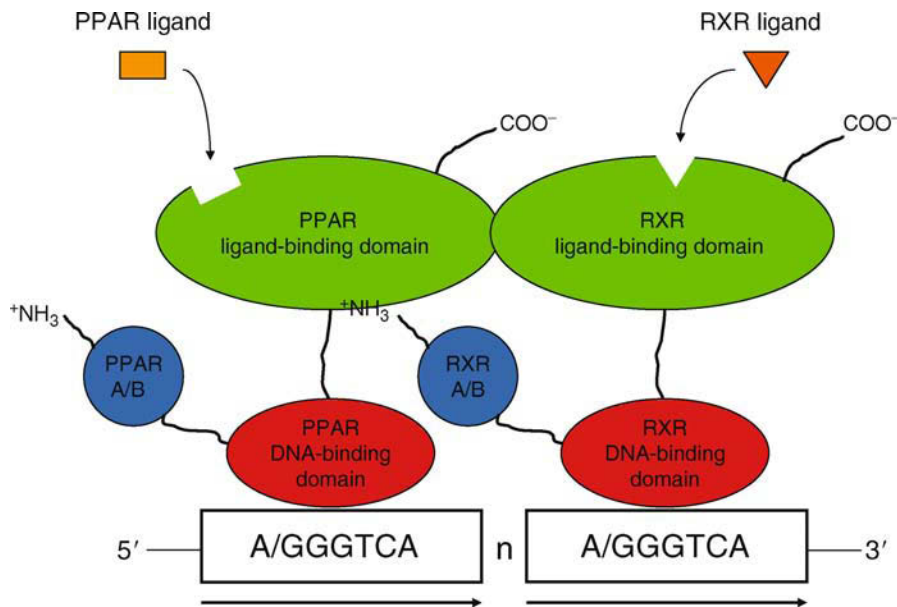 PPAR ligand
RXR ligand
COO⁻
COO⁻
PPAR
ligand-binding domain
RXR
ligand-binding domain
⁺NH₃
⁺NH₃
PPAR
A/B
RXR
A/B
PPAR
DNA-binding
domain
RXR
DNA-binding
domain
5′ A/GGGTCA n A/GGGTCA 3′